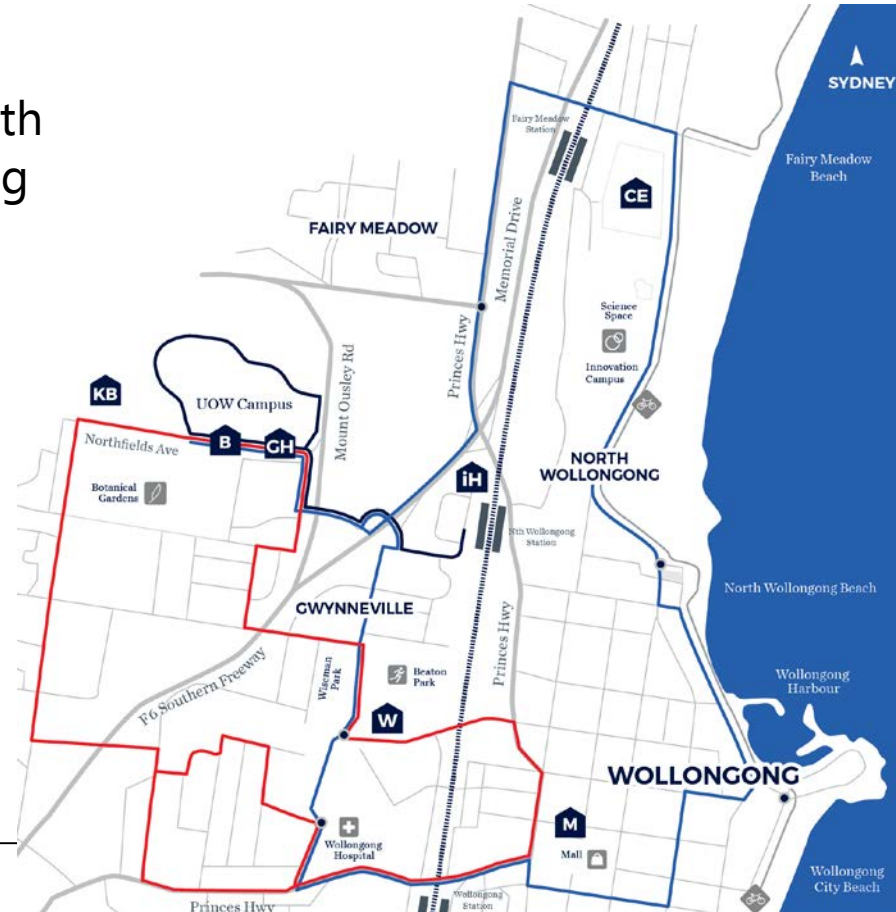 th
g
SYDNEY
Fairy Meadow
Station
Fairy Meadow
Beach
CE
FAIRY MEADOW
Memorial Drive
Princes Hwy
Science
Space
Innovation
Campus
KB
UOW Campus
Mount Ousley Rd
Northfields Ave
B
GH
Botanical
Gardens
NORTH
WOLLONGONG
iH
Nth Wollongong
Station
North Wollongong Beach
GWYNNEVILLE
Princes Hwy
Wiseman
Park
Beaton
Park
F6 Southern Freeway
Wollongong
Harbour
W
WOLLONGONG
M
Mall
Wollongong
Hospital
Wollongong
City Beach
Wollongong
Station
Princes Hwy